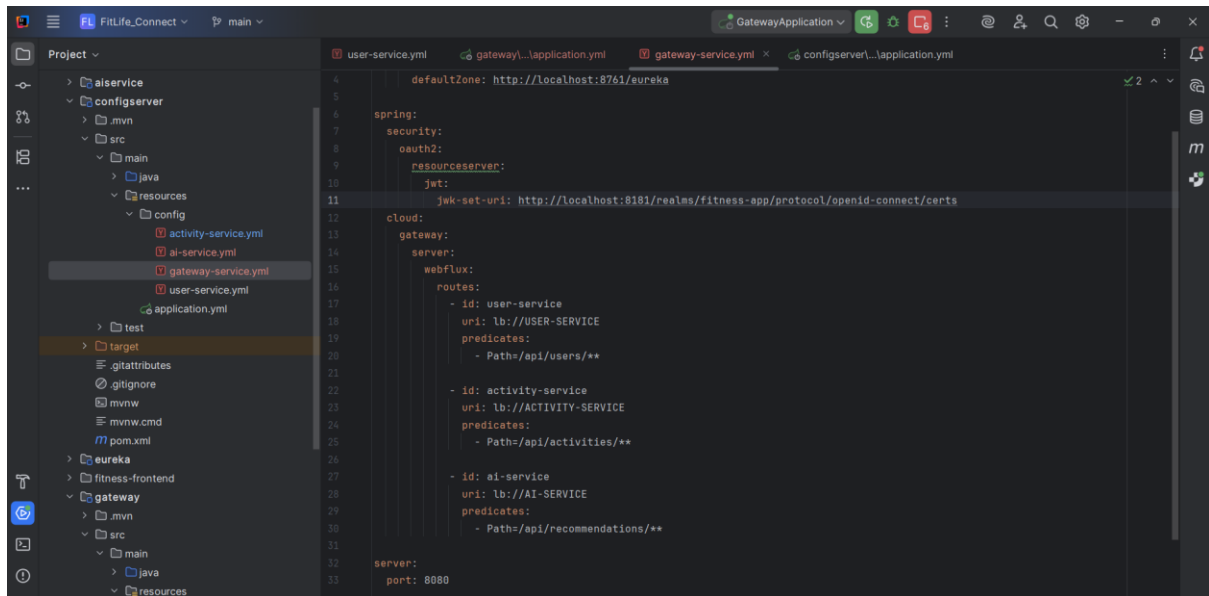 FL FitLife_Connect main GatewayApplication 6
Project
user-service.yml gateway\...\application.yml gateway-service.yml configserver\...\application.yml
aiservice
configserver
.mvn
src
main
java
resources
config
activity-service.yml
ai-service.yml
gateway-service.yml
user-service.yml
application.yml
test
target
.gitattributes
.gitignore
mvnw
mvnw.cmd
pom.xml
eureka
fitness-frontend
gateway
.mvn
src
main
java
resources
2
4 defaultZone: http://localhost:8761/eureka
5
6 spring:
7 security:
8 oauth2:
9 resourceserver:
10 jwt:
11 jwk-set-uri: http://localhost:8181/realms/fitness-app/protocol/openid-connect/certs
12 cloud:
13 gateway:
14 server:
15 webflux:
16 routes:
17 - id: user-service
18 uri: lb://USER-SERVICE
19 predicates:
20 - Path=/api/users/**
21
22 - id: activity-service
23 uri: lb://ACTIVITY-SERVICE
24 predicates:
25 - Path=/api/activities/**
26
27 - id: ai-service
28 uri: lb://AI-SERVICE
29 predicates:
30 - Path=/api/recommendations/**
31
32 server:
33 port: 8080